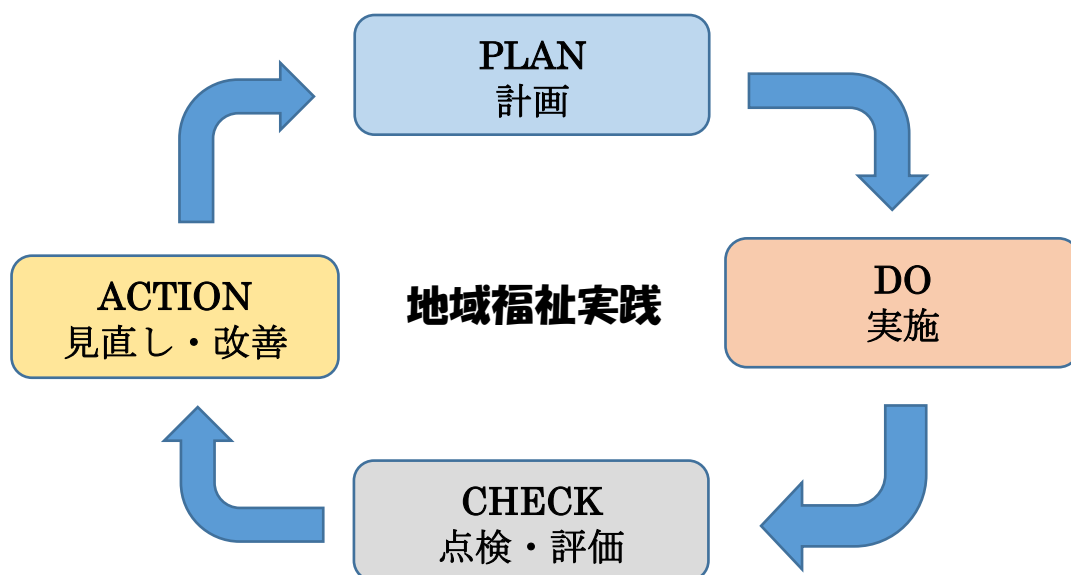 PLAN
計画
DO
実施
地域福祉実践
ACTION
見直し・改善
CHECK
点検・評価